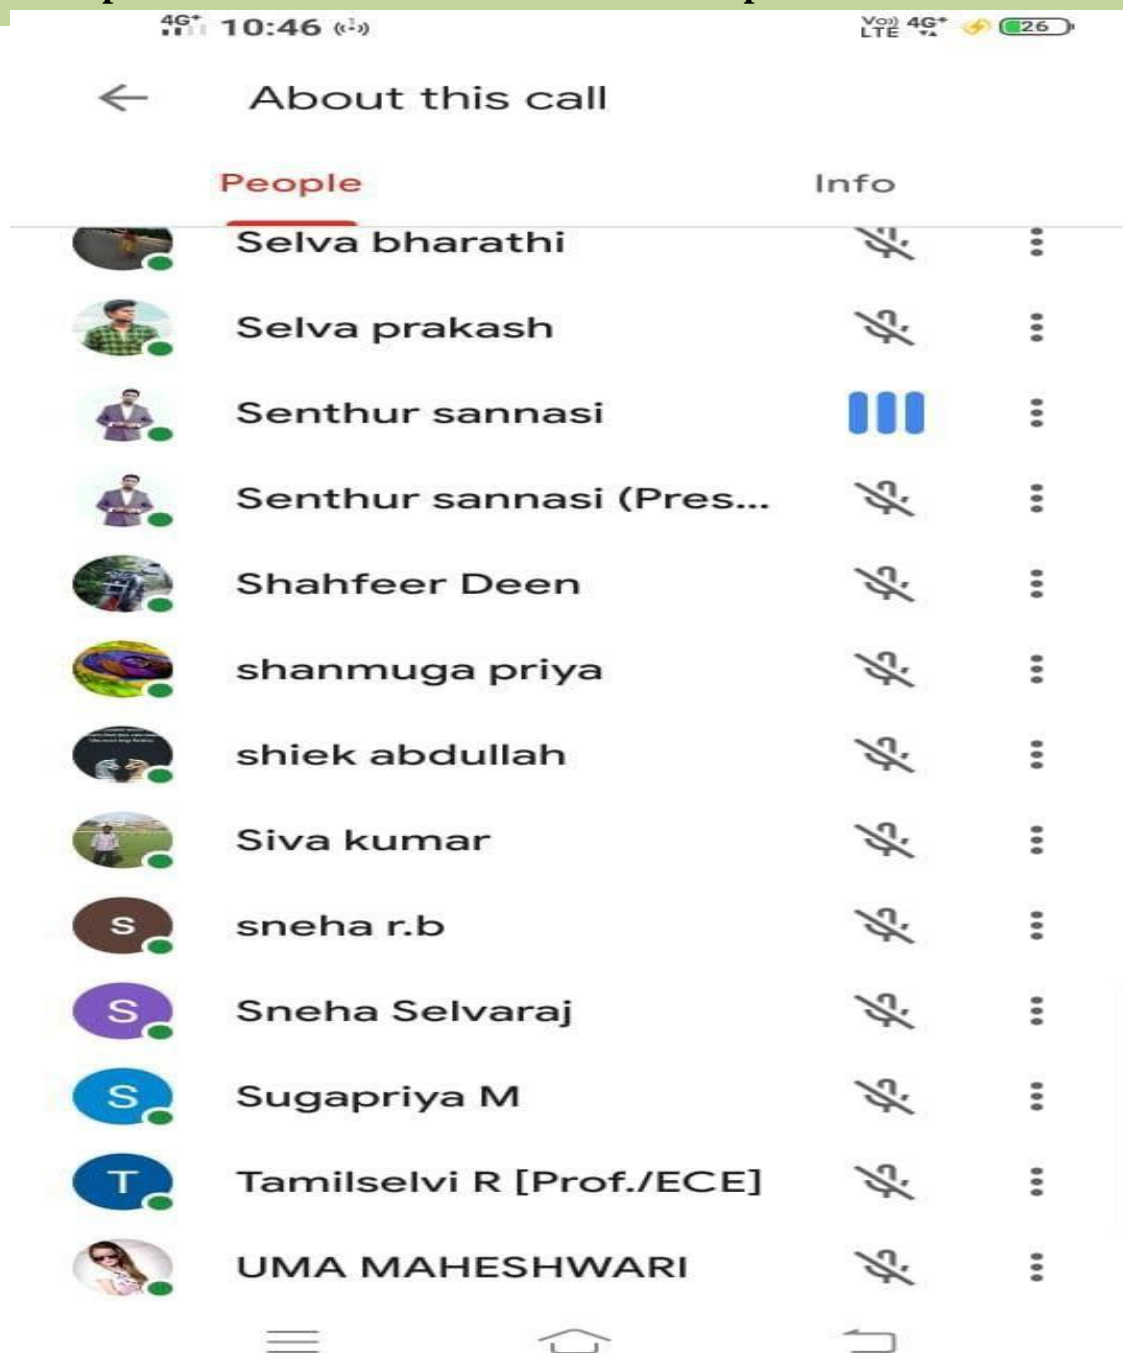 4G+ 10:46 Vo)) LTE 4G+ 26
About this call
People Info
Selva bharathi
Selva prakash
Senthur sannasi
Senthur sannasi (Pres...
Shahfeer Deen
shanmuga priya
shiek abdullah
Siva kumar
s sneha r.b
S Sneha Selvaraj
S Sugapriya M
T Tamilselvi R [Prof./ECE]
UMA MAHESHWARI